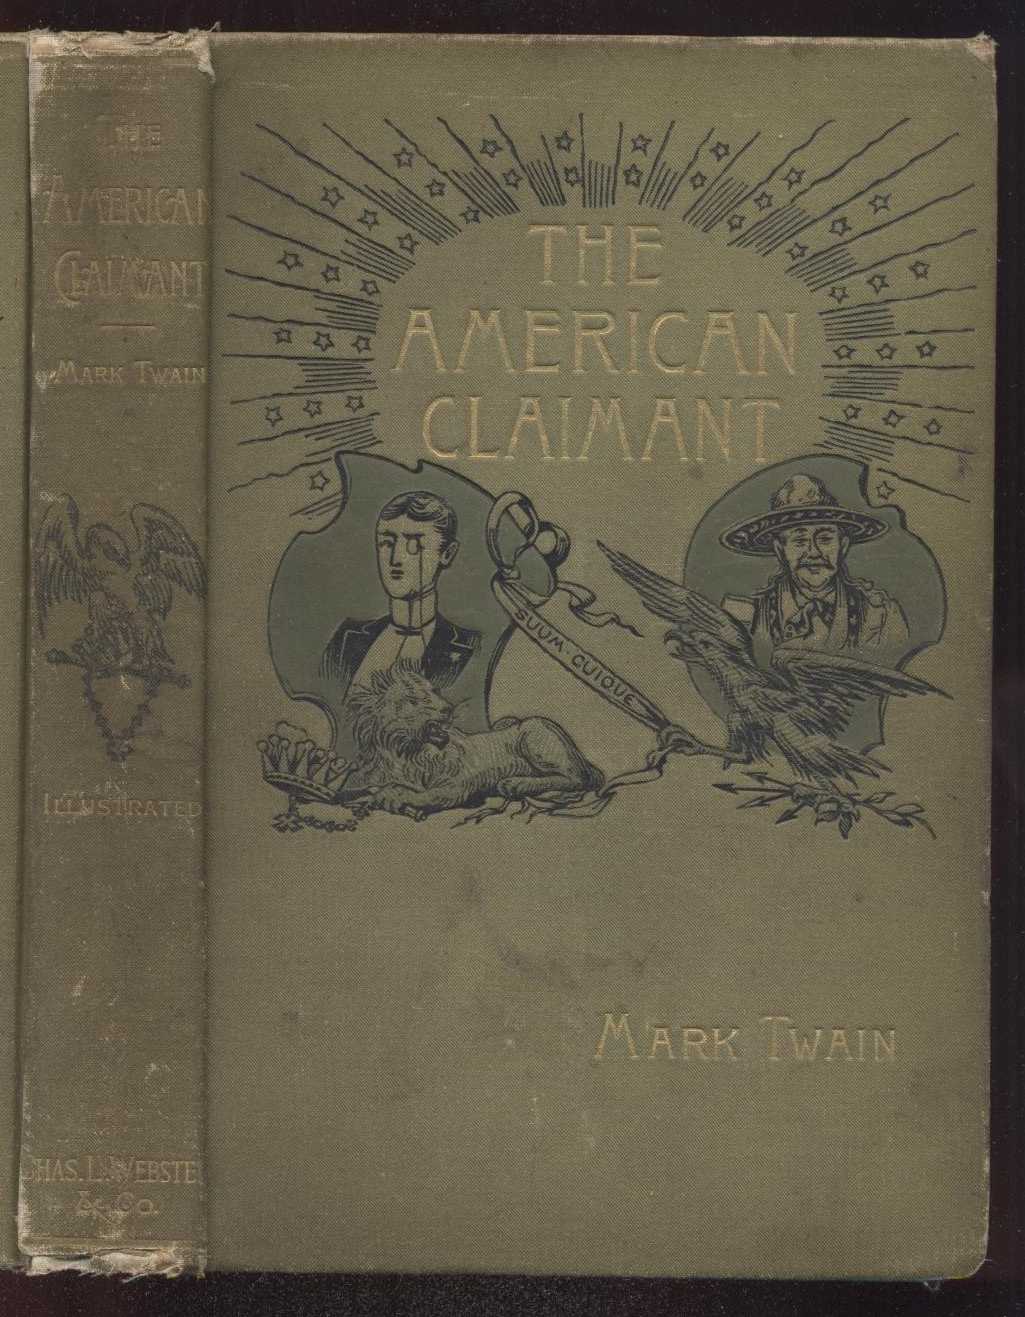 THE
AMERICAN
CLAIMANT
MARK TWAIN
ILLUSTRATED
CHAS. L. WEBSTER
& CO.
THE
AMERICAN
CLAIMANT
SUUM·CUIQUE
MARK TWAIN